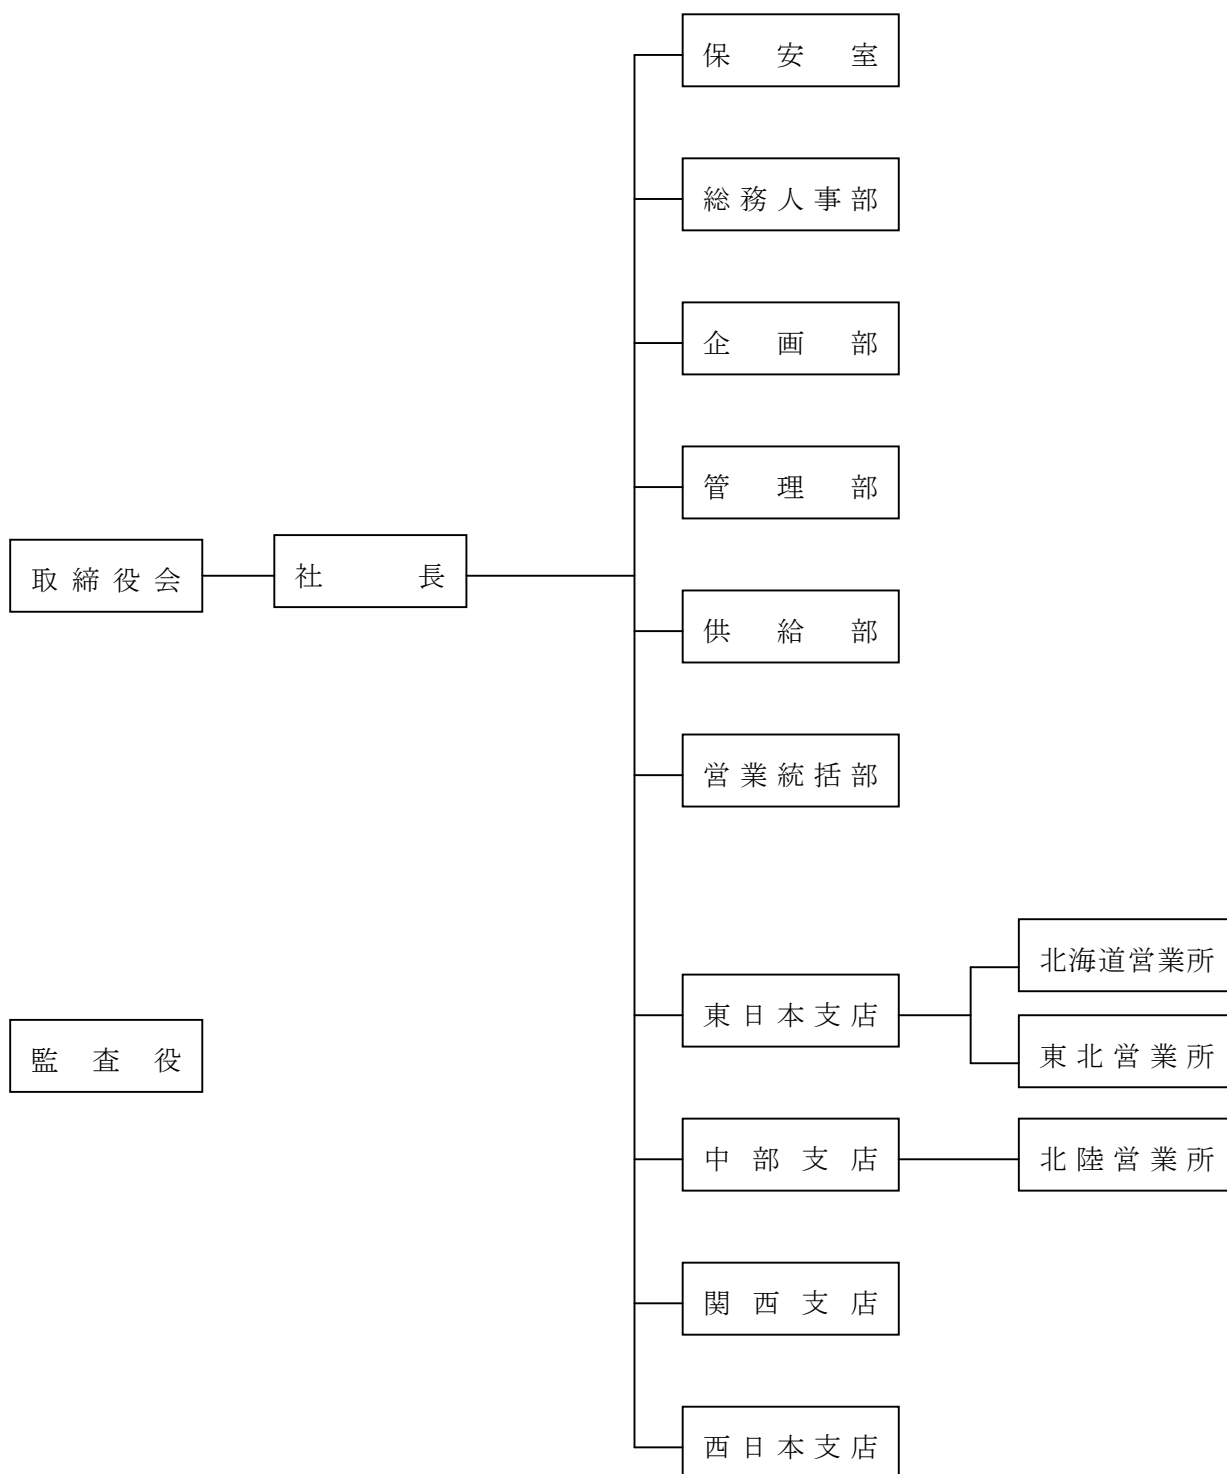 保安室
総務人事部
企画部
管理部
取締役会
社長
供給部
営業統括部
北海道営業所
東日本支店
東北営業所
監査役
中部支店
北陸営業所
関西支店
西日本支店